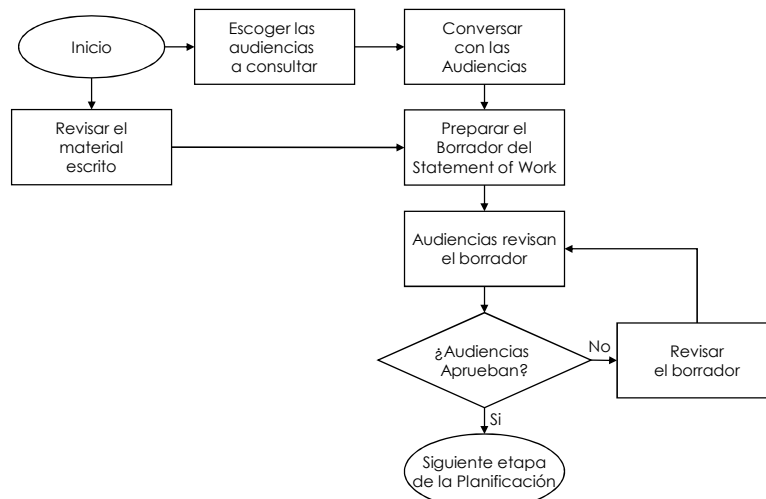 Inicio
Escoger las
audiencias
a consultar
Conversar
con las
Audiencias
Revisar el
material
escrito
Preparar el
Borrador del
Statement of Work
Audiencias revisan
el borrador
¿Audiencias
Aprueban?
No
Revisar
el borrador
Si
Siguiente etapa
de la Planificación